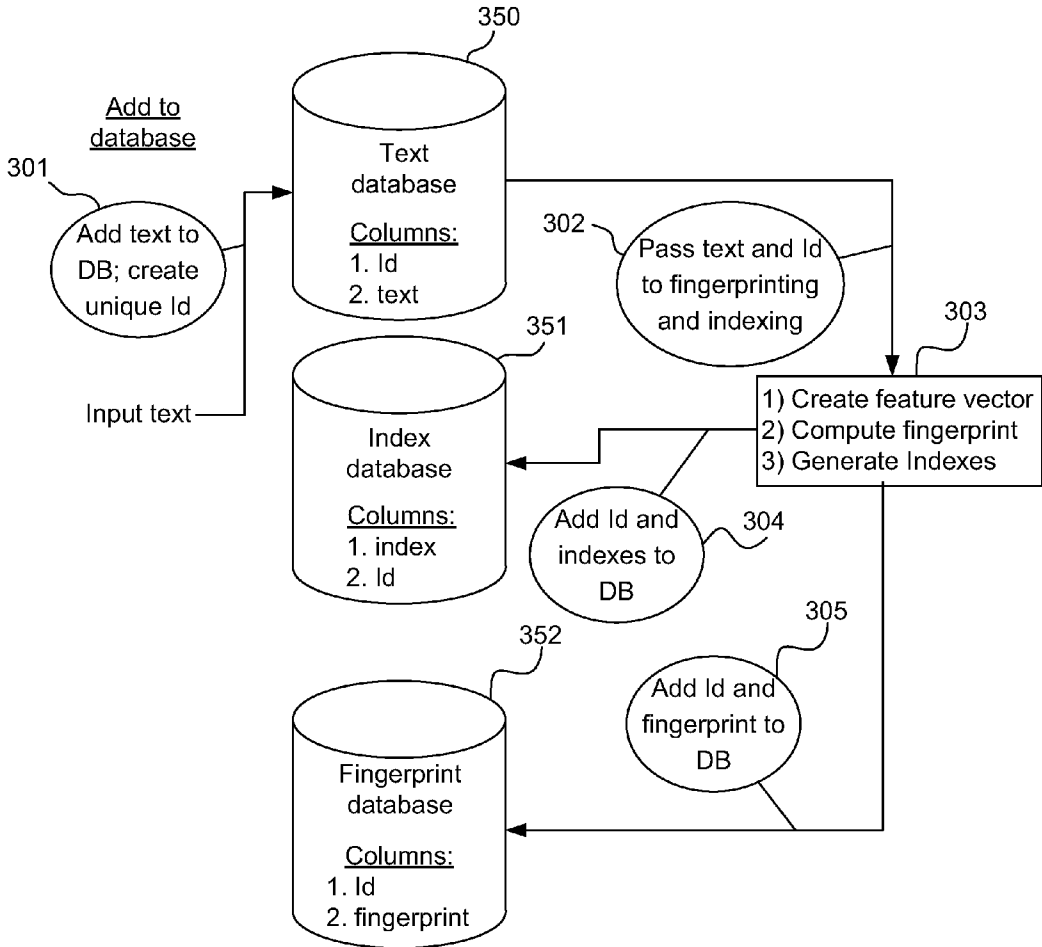 350
Add to
database
301
Add text to
DB; create
unique Id
Input text
Text
database
Columns:
1. Id
2. text
302
Pass text and Id
to fingerprinting
and indexing
303
1) Create feature vector
2) Compute fingerprint
3) Generate Indexes
351
Index
database
Columns:
1. index
2. Id
Add Id and
indexes to
DB
304
352
Fingerprint
database
Columns:
1. Id
2. fingerprint
305
Add Id and
fingerprint to
DB